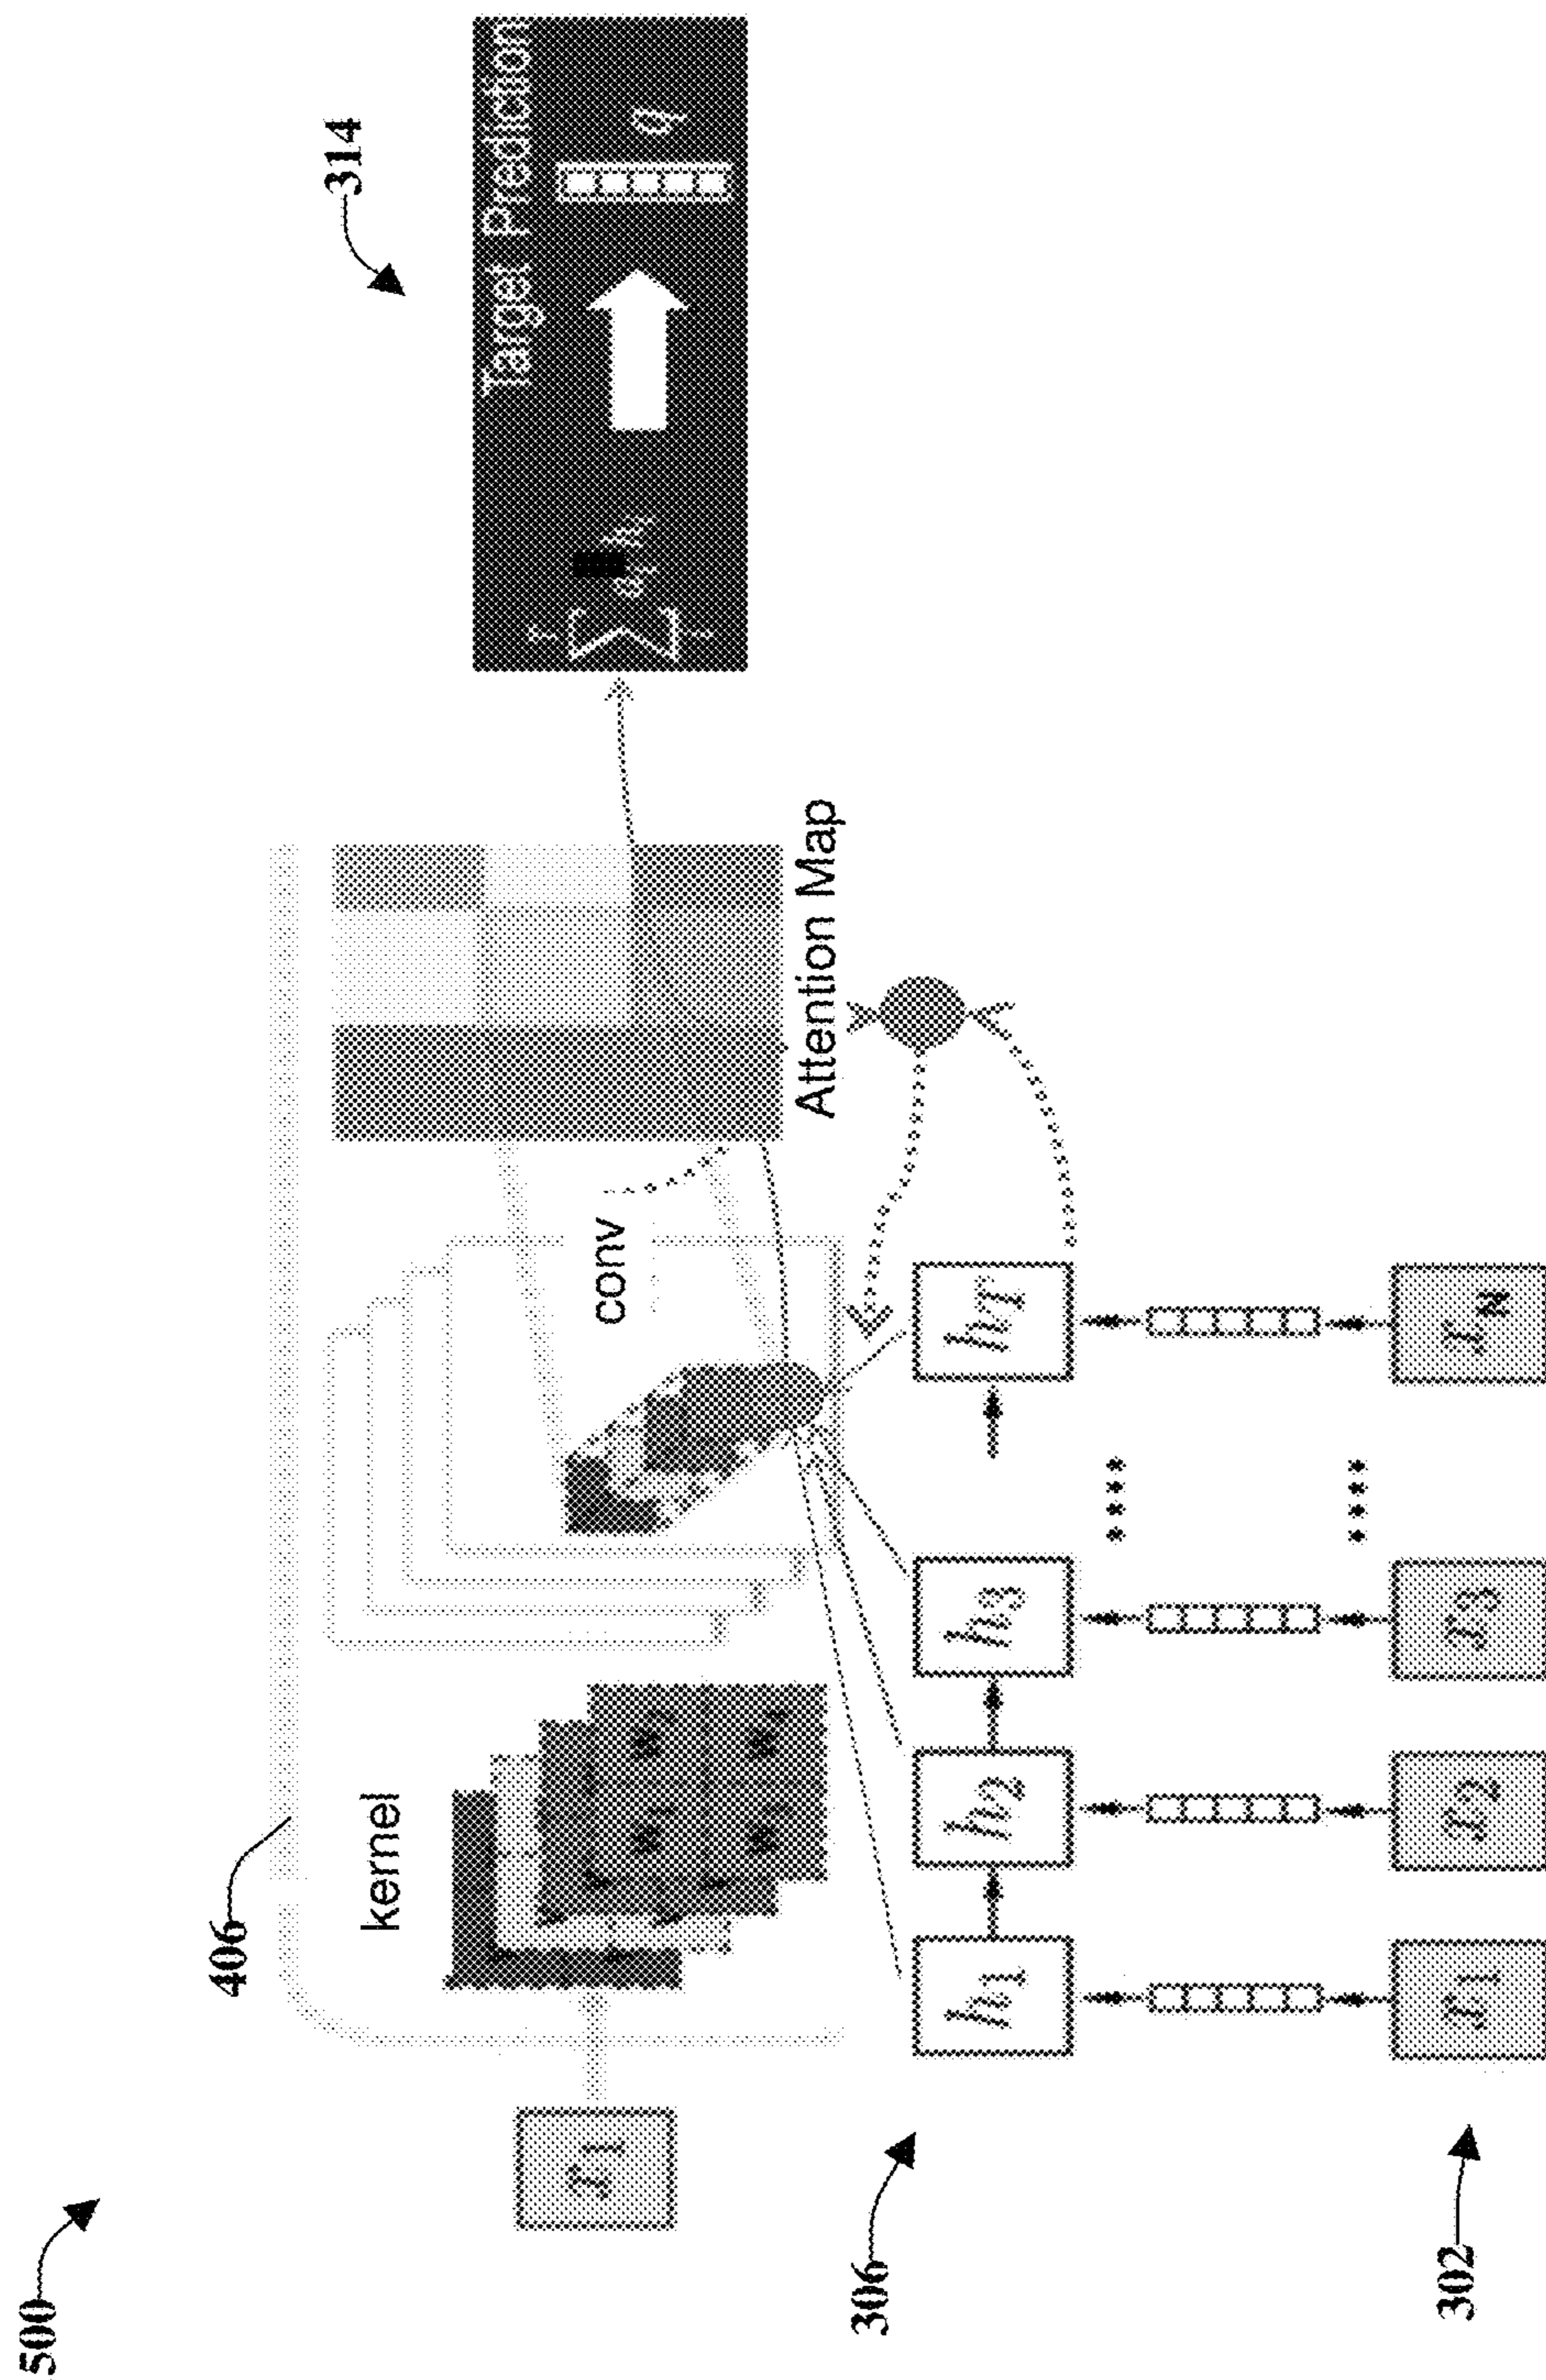 500
406
314
kernel
conv
Target Prediction
q
x1
Attention Map
306
h1
h2
h3
hT
302
x1
x2
x3
xN